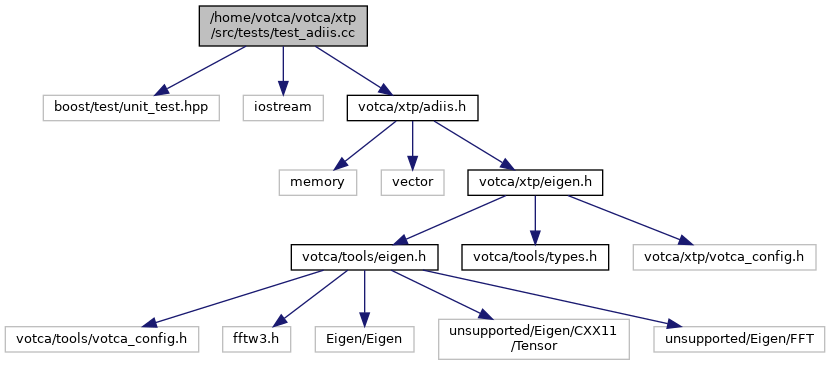 /home/votca/votca/xtp
/src/tests/test_adiis.cc
boost/test/unit_test.hpp
iostream
votca/xtp/adiis.h
memory
vector
votca/xtp/eigen.h
votca/tools/eigen.h
votca/tools/types.h
votca/xtp/votca_config.h
votca/tools/votca_config.h
fftw3.h
Eigen/Eigen
unsupported/Eigen/CXX11
/Tensor
unsupported/Eigen/FFT